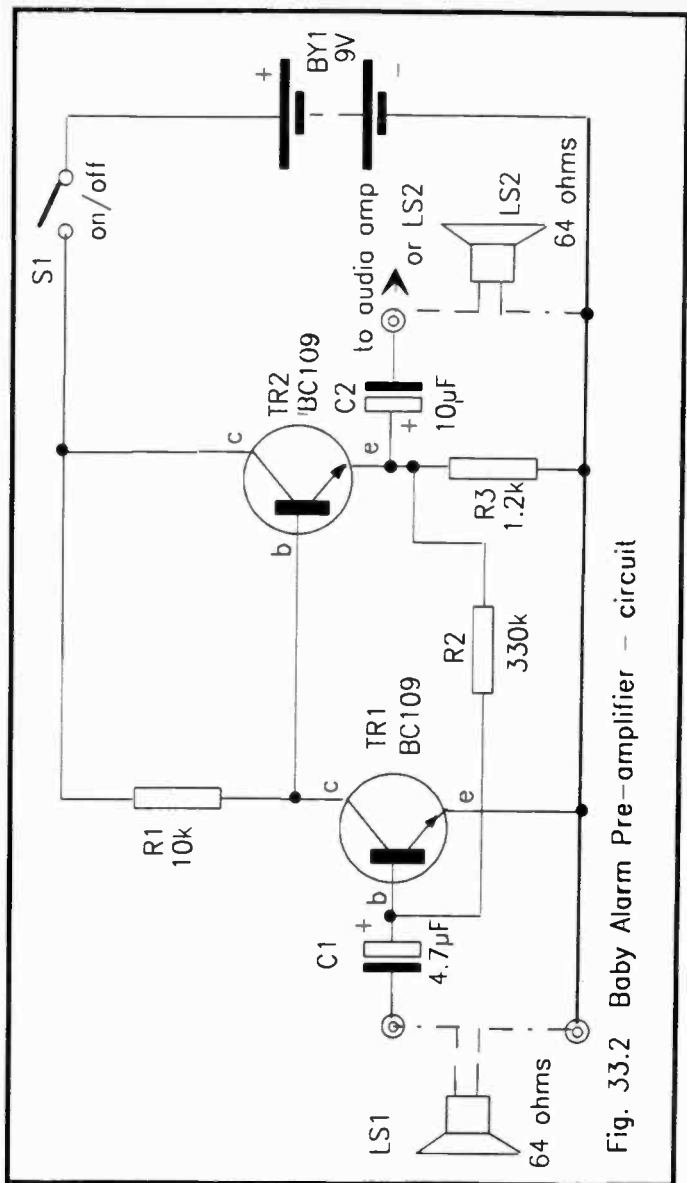 S1
on/off
+
BY1
9V
-
R1
10k
c
b
TR2
BC109
e
C2
+
10µF
to audia amp
or LS2
LS2
64 ohms
TR1
BC109
c
b
e
C1
+
4.7µF
R2
330k
R3
1.2k
LS1
64 ohms
Fig. 33.2 Baby Alarm Pre-amplifier - circuit